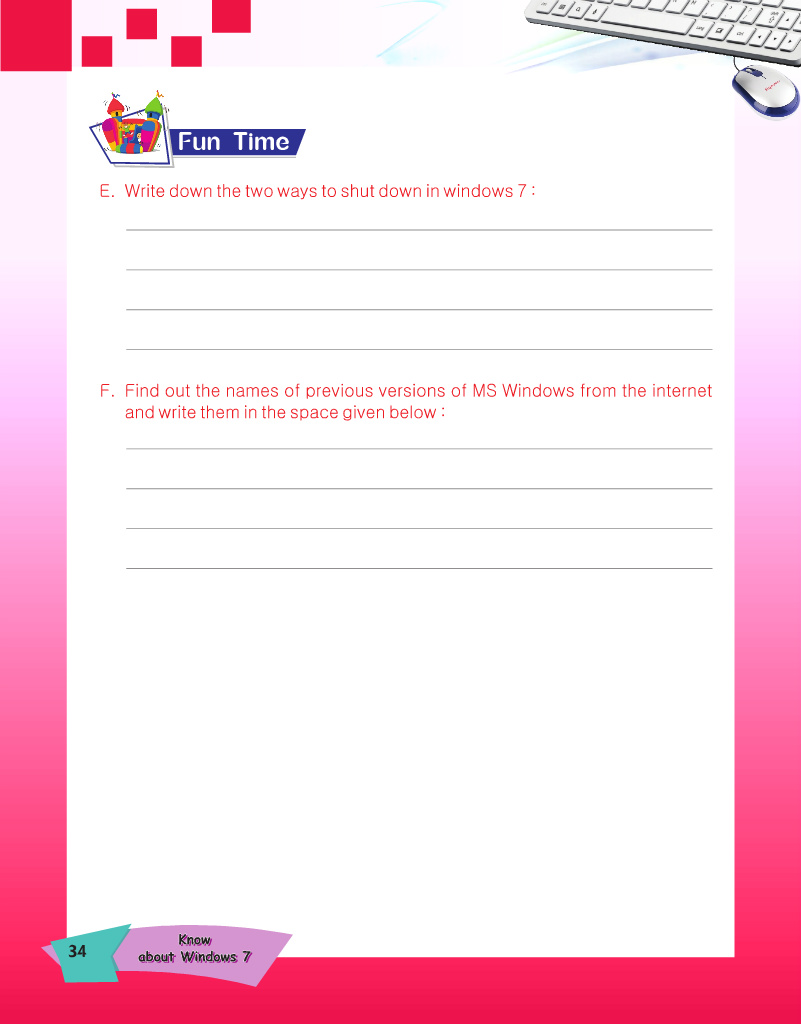 Fun Time
E. Write down the two ways to shut down in windows 7 :
F. Find out the names of previous versions of MS Windows from the internet
and write them in the space given below :
34
Know
about Windows 7